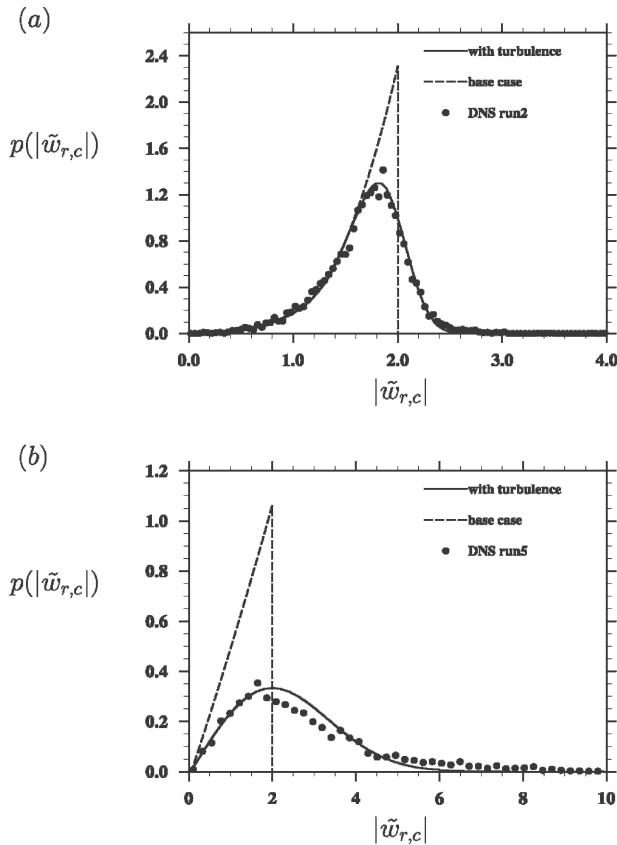 (a)
2.4
2.0
1.6
1.2
0.8
0.4
0.0
p(|w̃r,c|)
with turbulence
base case
DNS run2
0.0 1.0 2.0 3.0 4.0
|w̃r,c|
(b)
1.2
1.0
0.8
0.6
0.4
0.2
0.0
p(|w̃r,c|)
with turbulence
base case
DNS run5
0 2 4 6 8 10
|w̃r,c|